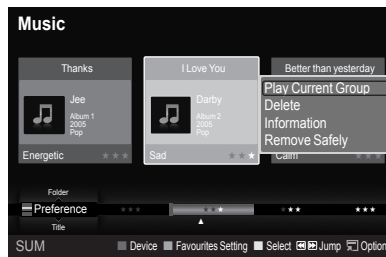 Music
Thanks
I Love You
Better than yesterday
Jee
Album 1
2005
Pop
Darby
Album 2
2005
Pop
Play Current Group
Delete
Information
Remove Safely
Energetic ★★★
Sad ★★★
Calm ★★★
Folder
Preference ★★★ ★★★ ★★★ ★★★
Title
SUM Device Favourites Setting Select Jump Option